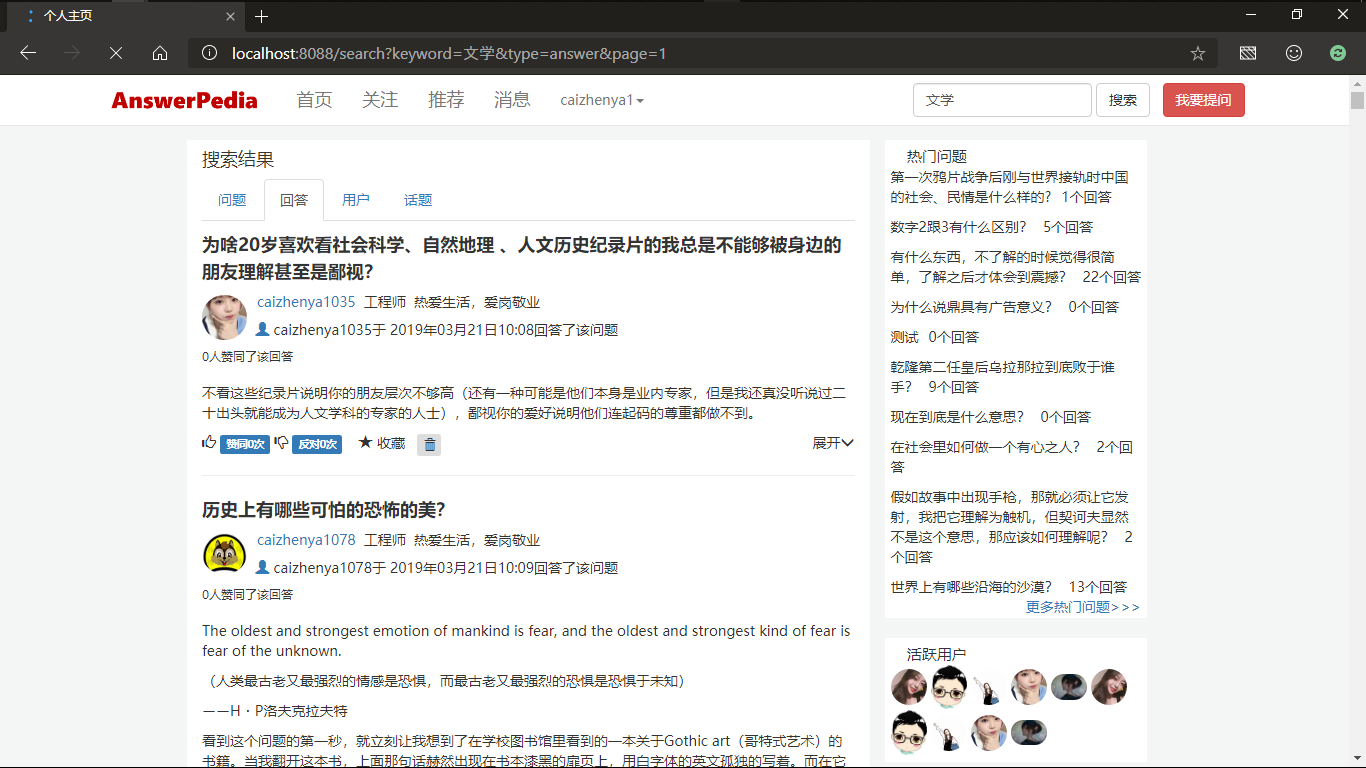 个人主页
localhost:8088/search?keyword=文学&type=answer&page=1
AnswerPedia 首页 关注 推荐 消息 caizhenya1 文学 搜索 我要提问
搜索结果
问题 回答 用户 话题
为啥20岁喜欢看社会科学、自然地理 、人文历史纪录片的我总是不能够被身边的
朋友理解甚至是鄙视？
caizhenya1035 工程师 热爱生活，爱岗敬业
caizhenya1035于 2019年03月21日10:08回答了该问题
0人赞同了该回答
不看这些纪录片说明你的朋友层次不够高（还有一种可能是他们本身是业内专家，但是我还真没听说过二
十出头就能成为人文学科的专家的人士），鄙视你的爱好说明他们连起码的尊重都做不到。
赞同0次 反对0次 收藏 展开
历史上有哪些可怕的恐怖的美？
caizhenya1078 工程师 热爱生活，爱岗敬业
caizhenya1078于 2019年03月21日10:09回答了该问题
0人赞同了该回答
The oldest and strongest emotion of mankind is fear, and the oldest and strongest kind of fear is
fear of the unknown.
（人类最古老又最强烈的情感是恐惧，而最古老又最强烈的恐惧是恐惧于未知）
——H・P洛夫克拉夫特
看到这个问题的第一秒，就立刻让我想到了在学校图书馆里看到的一本关于Gothic art（哥特式艺术）的
书籍。当我翻开这本书，上面那句话赫然出现在书本漆黑的扉页上，用白字体的英文孤独的写着。而在它
热门问题
第一次鸦片战争后刚与世界接轨时中国
的社会、民情是什么样的？ 1个回答
数字2跟3有什么区别？ 5个回答
有什么东西，不了解的时候觉得很简
单，了解之后才体会到震撼？ 22个回答
为什么说鼎具有广告意义？ 0个回答
测试 0个回答
乾隆第二任皇后乌拉那拉到底败于谁
手？ 9个回答
现在到底是什么意思？ 0个回答
在社会里如何做一个有心之人？ 2个回
答
假如故事中出现手枪，那就必须让它发
射，我把它理解为触机，但契诃夫显然
不是这个意思，那应该如何理解呢？ 2
个回答
世界上有哪些沿海的沙漠？ 13个回答
更多热门问题>>>
活跃用户